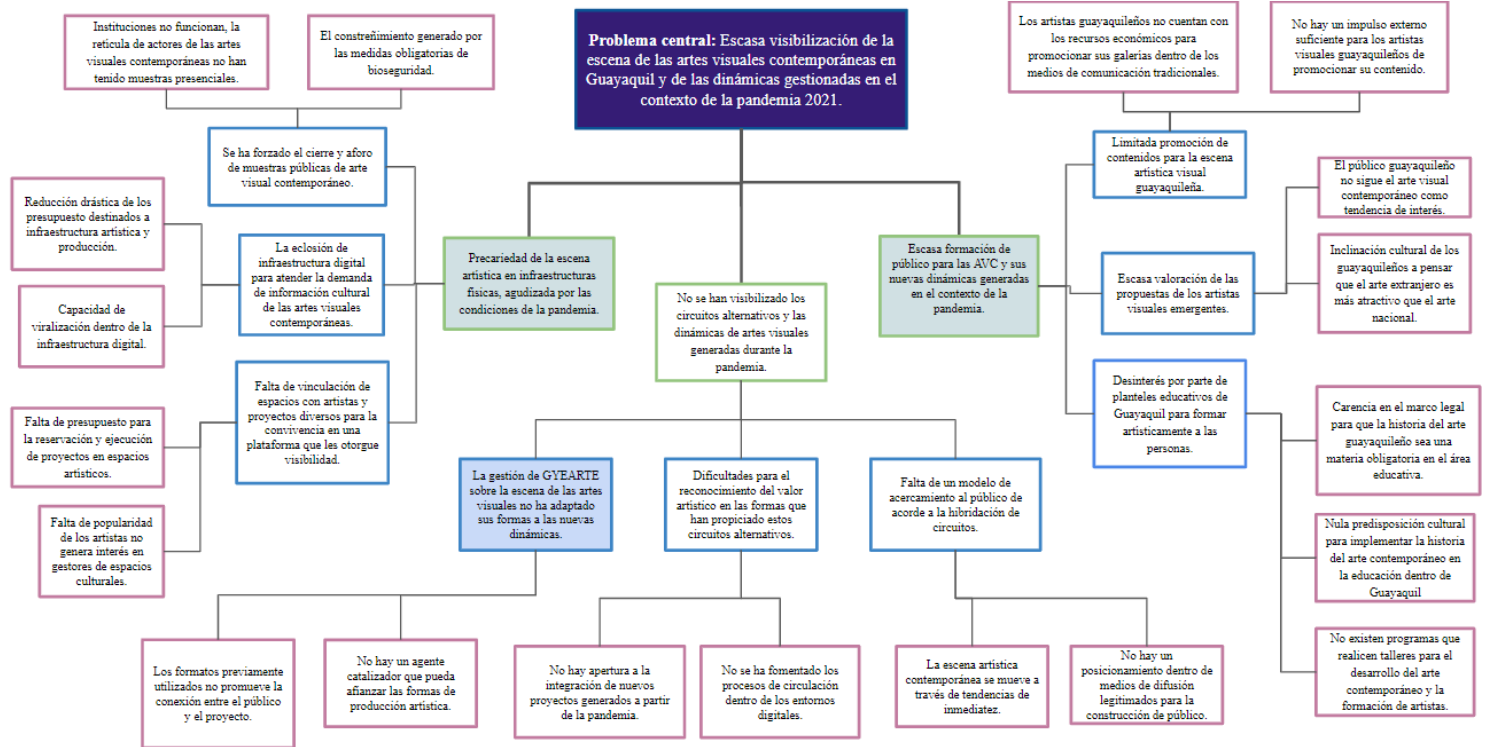 Problema central: Escasa visibilización de la
escena de las artes visuales contemporáneas en
Guayaquil y de las dinámicas gestionadas en el
contexto de la pandemia 2021.
Instituciones no funcionan, la
retícula de actores de las artes
visuales contemporáneas no han
tenido muestras presenciales.
El constreñimiento generado por
las medidas obligatorias de
bioseguridad.
Se ha forzado el cierre y aforo
de muestras públicas de arte
visual contemporáneo.
Reducción drástica de los
presupuesto destinados a
infraestructura artística y
producción.
Capacidad de
viralización dentro de la
infraestructura digital.
La eclosión de
infraestructura digital
para atender la demanda
de información cultural
de las artes visuales
contemporáneas.
Precariedad de la escena
artística en infraestructuras
físicas, agudizada por las
condiciones de la pandemia.
Falta de presupuesto para
la reservación y ejecución
de proyectos en espacios
artísticos.
Falta de popularidad
de los artistas no
genera interés en
gestores de espacios
culturales.
Falta de vinculación de
espacios con artistas y
proyectos diversos para la
convivencia en una
plataforma que les otorgue
visibilidad.
No se han visibilizado los
circuitos alternativos y las
dinámicas de artes visuales
generadas durante la
pandemia.
La gestión de GYEARTE
sobre la escena de las artes
visuales no ha adaptado
sus formas a las nuevas
dinámicas.
Dificultades para el
reconocimiento del valor
artístico en las formas que
han propiciado estos
circuitos alternativos.
Falta de un modelo de
acercamiento al público de
acorde a la hibridación de
circuitos.
Los formatos previamente
utilizados no promueve la
conexión entre el público
y el proyecto.
No hay un agente
catalizador que pueda
afianzar las formas de
producción artística.
No hay apertura a la
integración de nuevos
proyectos generados a partir
de la pandemia.
No se ha fomentado los
procesos de circulación
dentro de los entornos
digitales.
La escena artística
contemporánea se mueve a
través de tendencias de
inmediatez.
No hay un
posicionamiento dentro de
medios de difusión
legitimados para la
construcción de público.
Los artistas guayaquileños no cuentan con
los recursos económicos para
promocionar sus galerías dentro de los
medios de comunicación tradicionales.
No hay un impulso externo
suficiente para los artistas
visuales guayaquileños de
promocionar su contenido.
Limitada promoción de
contenidos para la escena
artística visual
guayaquileña.
Escasa formación de
público para las AVC y sus
nuevas dinámicas generadas
en el contexto de la
pandemia.
Escasa valoración de las
propuestas de los artistas
visuales emergentes.
El público guayaquileño
no sigue el arte visual
contemporáneo como
tendencia de interés.
Inclinación cultural de los
guayaquileños a pensar
que el arte extranjero es
más atractivo que el arte
nacional.
Desinterés por parte de
planteles educativos de
Guayaquil para formar
artísticamente a las
personas.
Carencia en el marco legal
para que la historia del arte
guayaquileño sea una
materia obligatoria en el área
educativa.
Nula predisposición cultural
para implementar la historia
del arte contemporáneo en
la educación dentro de
Guayaquil
No existen programas que
realicen talleres para el
desarrollo del arte
contemporáneo y la
formación de artistas.